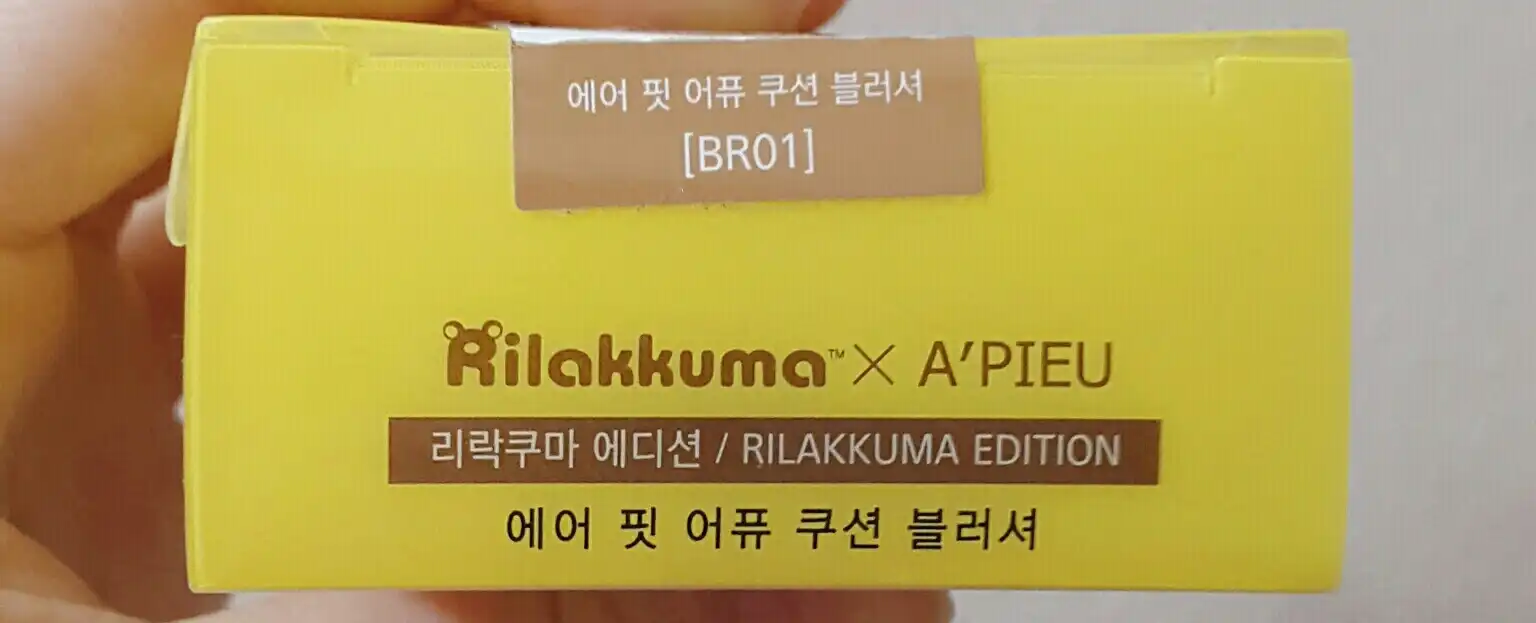 에어 핏 어퓨 쿠션 블러셔
[BR01]
Rilakkuma™ X A'PIEU
리락쿠마 에디션 / RILAKKUMA EDITION
에어 핏 어퓨 쿠션 블러셔